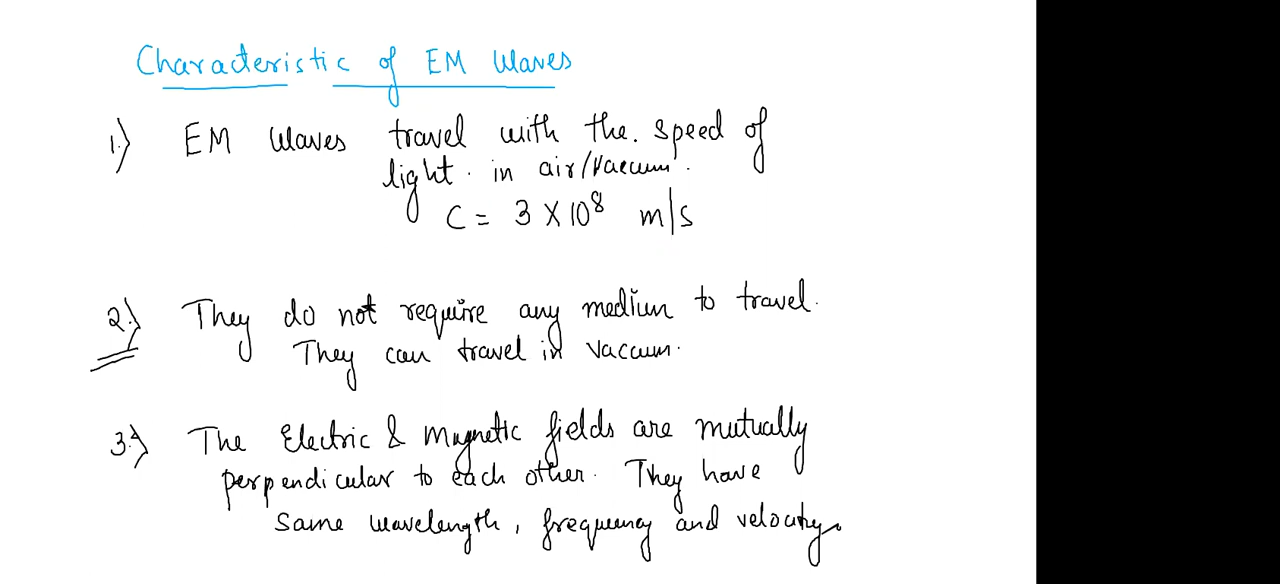 Characteristic of EM Waves
1.) EM Waves travel with the. speed of
light. in air/Vacuum.
C = 3 X 10⁸ m/s
2.) They do not require any medium to travel.
They can travel in Vacuum.
3.) The Electric & Magnetic fields are mutually
perpendicular to each other. They have
same wavelength, frequency and velocity.